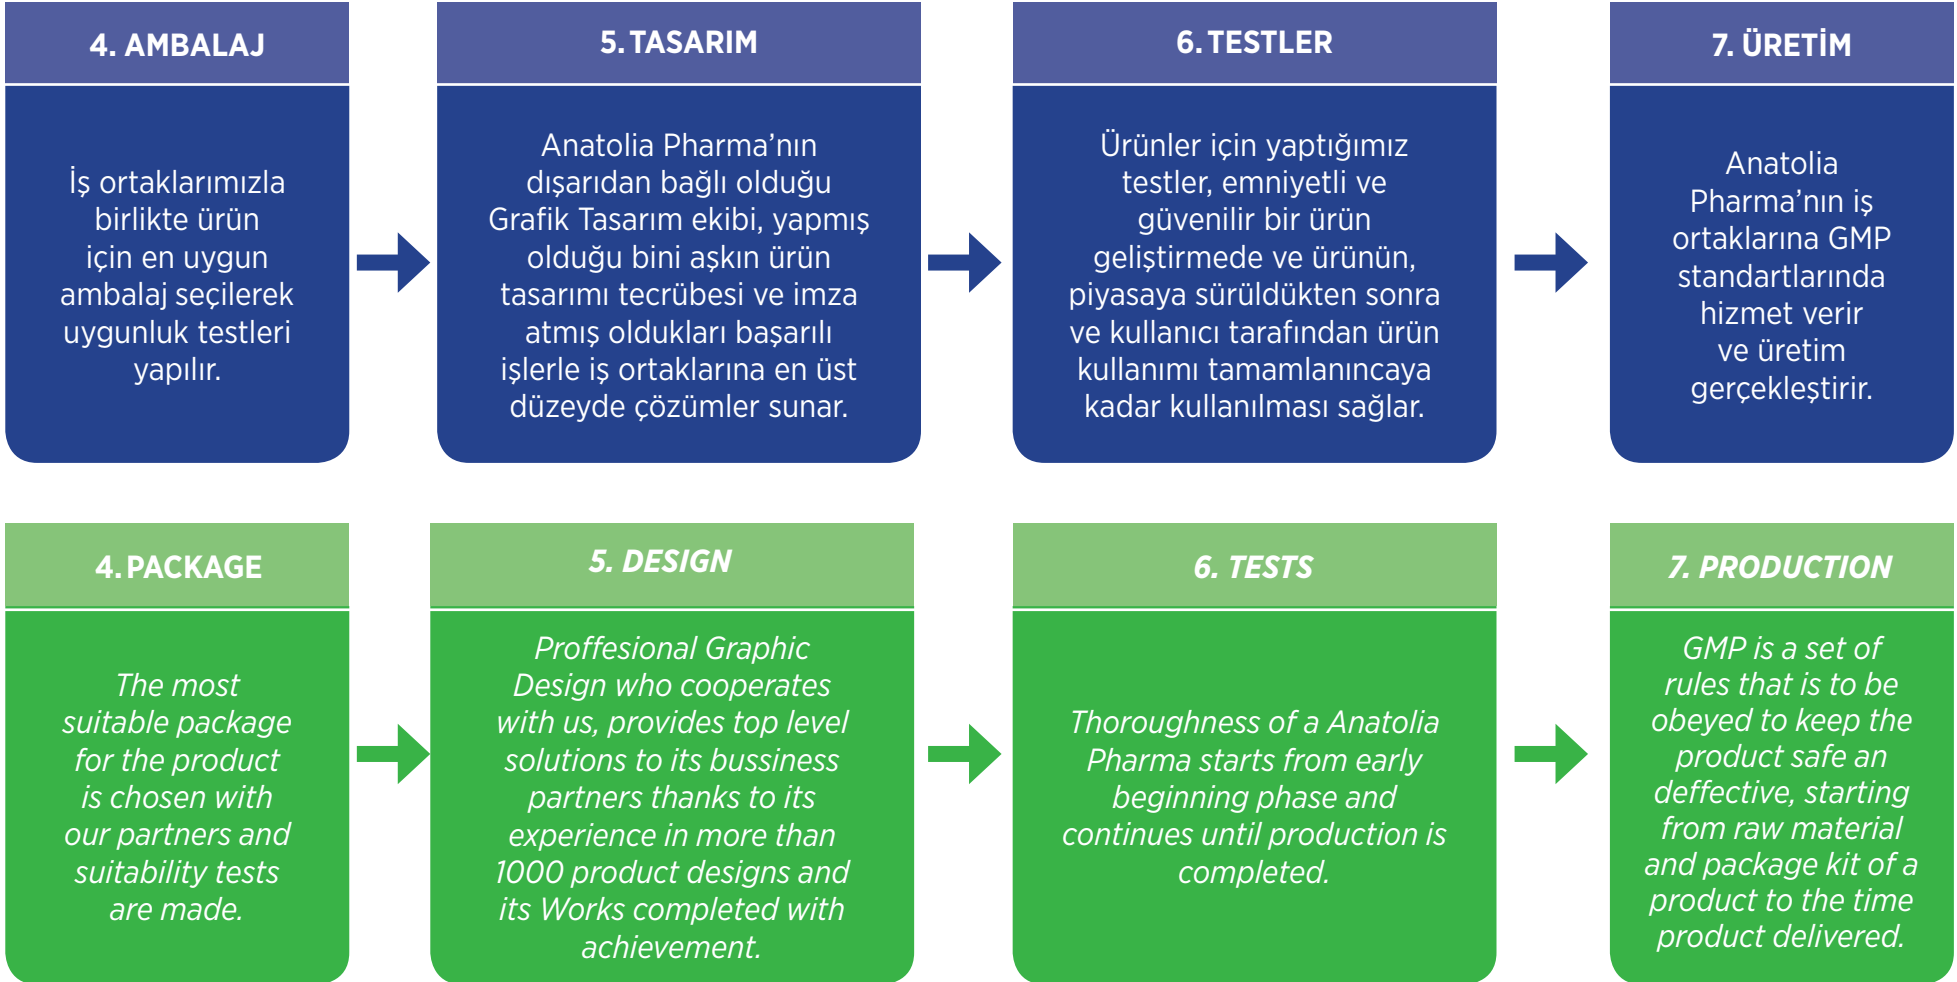 4. AMBALAJ
İş ortaklarımızla
birlikte ürün
için en uygun
ambalaj seçilerek
uygunluk testleri
yapılır.
5. TASARIM
Anatolia Pharma’nın
dışarıdan bağlı olduğu
Grafik Tasarım ekibi, yapmış
olduğu bini aşkın ürün
tasarımı tecrübesi ve imza
atmış oldukları başarılı
işlerle iş ortaklarına en üst
düzeyde çözümler sunar.
6. TESTLER
Ürünler için yaptığımız
testler, emniyetli ve
güvenilir bir ürün
geliştirmede ve ürünün,
piyasaya sürüldükten sonra
ve kullanıcı tarafından ürün
kullanımı tamamlanıncaya
kadar kullanılması sağlar.
7. ÜRETİM
Anatolia
Pharma’nın iş
ortaklarına GMP
standartlarında
hizmet verir
ve üretim
gerçekleştirir.
4. PACKAGE
The most
suitable package
for the product
is chosen with
our partners and
suitability tests
are made.
5. DESIGN
Proffesional Graphic
Design who cooperates
with us, provides top level
solutions to its bussiness
partners thanks to its
experience in more than
1000 product designs and
its Works completed with
achievement.
6. TESTS
Thoroughness of a Anatolia
Pharma starts from early
beginning phase and
continues until production is
completed.
7. PRODUCTION
GMP is a set of
rules that is to be
obeyed to keep the
product safe an
deffective, starting
from raw material
and package kit of a
product to the time
product delivered.